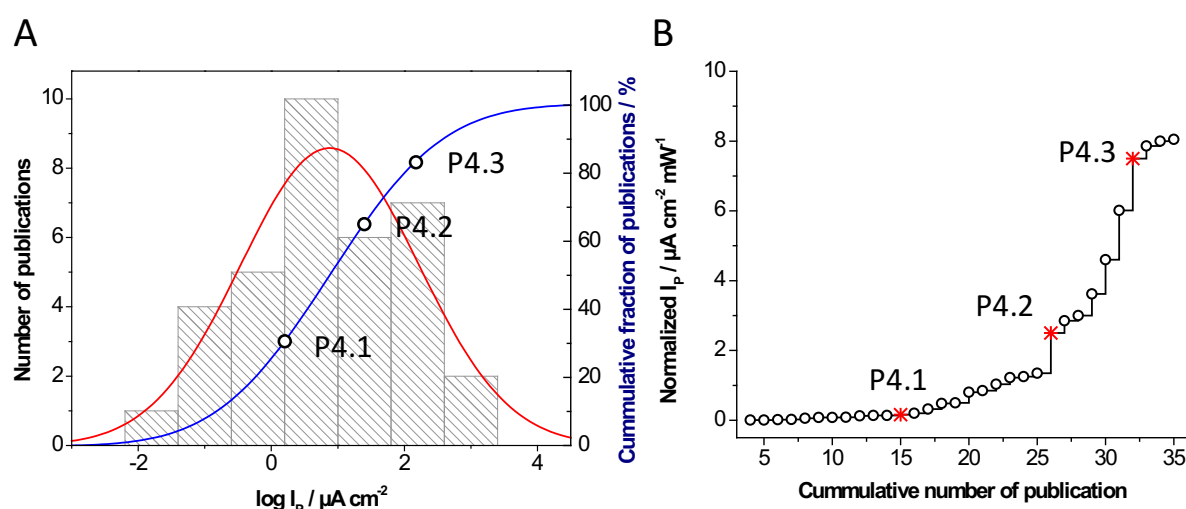 A
B
10
8
6
4
2
0
Number of publications
-2
0
2
4
log Iₚ / µA cm⁻²
100
80
60
40
20
0
Cummulative fraction of publications / %
P4.3
P4.2
P4.1
10
8
6
4
2
0
Normalized Iₚ / µA cm⁻² mW⁻¹
P4.3
P4.2
P4.1
5
10
15
20
25
30
35
Cummulative number of publication